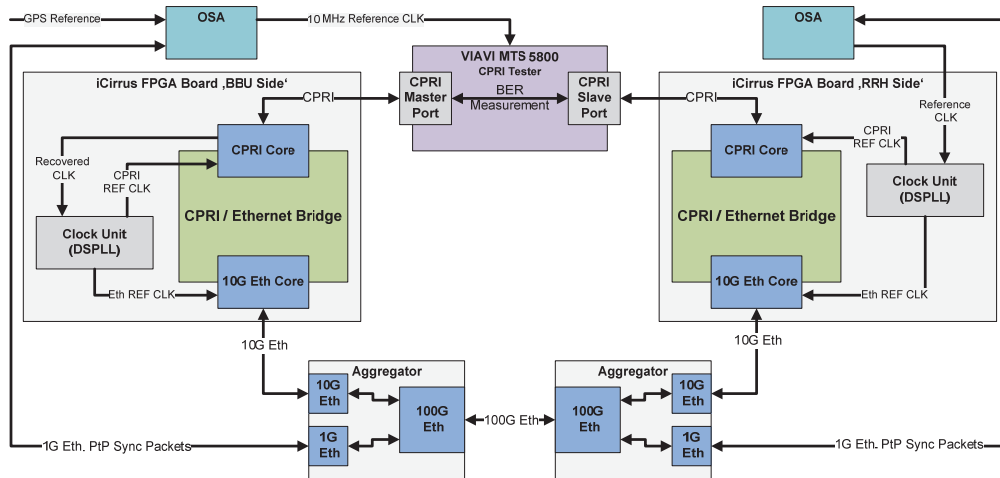 GPS Reference
OSA
10 MHz Reference CLK
OSA
VIAVI MTS 5800
CPRI Tester
CPRI
Master
Port
BER
Measurement
CPRI
Slave
Port
iCirrus FPGA Board ‚BBU Side‘
CPRI
CPRI Core
Recovered
CLK
CPRI
REF CLK
CPRI / Ethernet Bridge
Clock Unit
(DSPLL)
10G Eth Core
Eth REF CLK
iCirrus FPGA Board ‚RRH Side‘
CPRI
Reference
CLK
CPRI
REF CLK
CPRI Core
Clock Unit
(DSPLL)
CPRI / Ethernet Bridge
10G Eth Core
Eth REF CLK
10G Eth
10G Eth
Aggregator
10G
Eth
100G
Eth
1G
Eth
100G Eth
Aggregator
100G
Eth
10G
Eth
1G
Eth
1G Eth. PtP Sync Packets
1G Eth. PtP Sync Packets